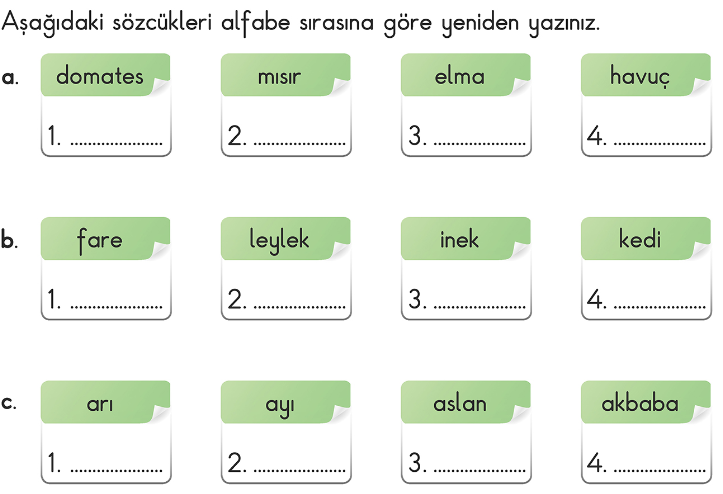 Aşağıdaki sözcükleri alfabe sırasına göre yeniden yazınız.
a. domates mısır elma havuç
1. ...................... 2. ...................... 3. ...................... 4. ......................
b. fare leylek inek kedi
1. ...................... 2. ...................... 3. ...................... 4. ......................
c. arı ayı aslan akbaba
1. ...................... 2. ...................... 3. ...................... 4. ......................